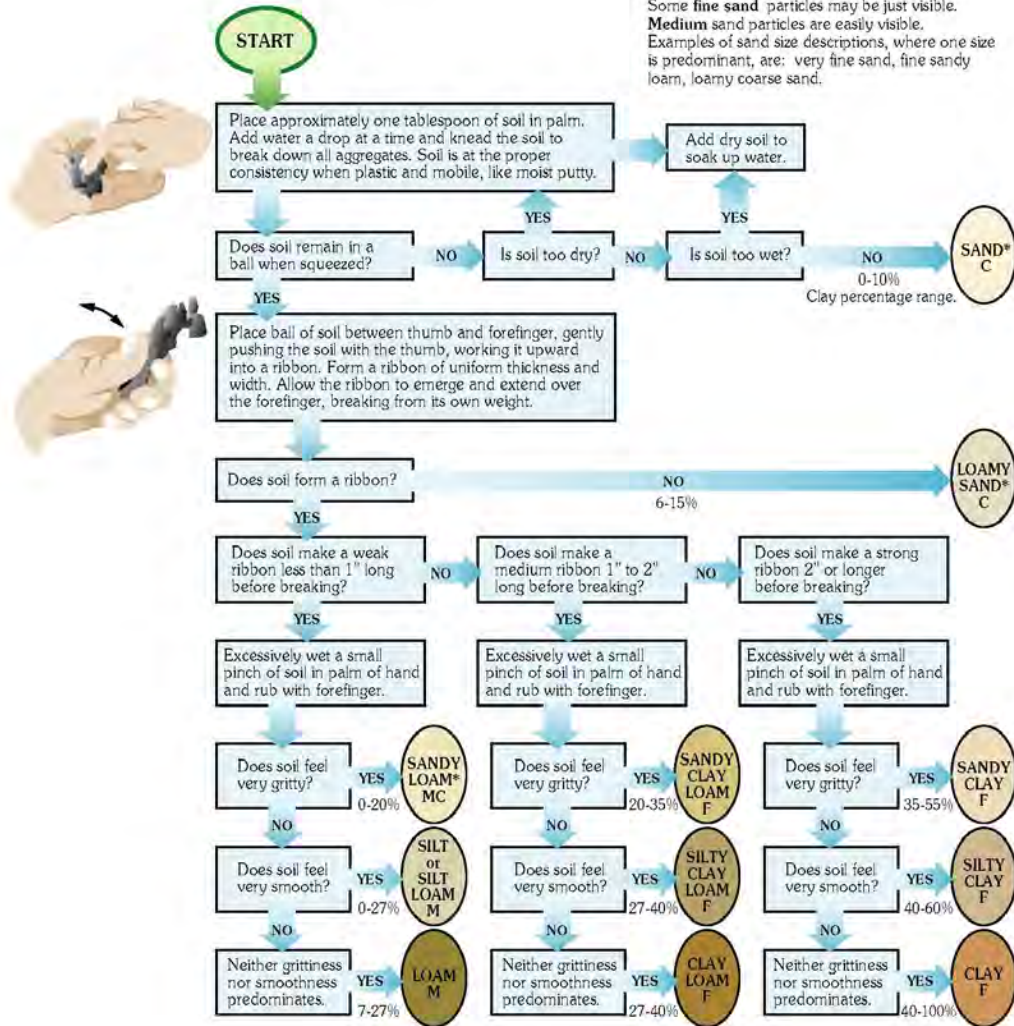 Some fine sand particles may be just visible.
Medium sand particles are easily visible.
Examples of sand size descriptions, where one size
is predominant, are: very fine sand, fine sandy
loam, loamy coarse sand.
START
Place approximately one tablespoon of soil in palm.
Add water a drop at a time and knead the soil to
break down all aggregates. Soil is at the proper
consistency when plastic and mobile, like moist putty.
Add dry soil to
soak up water.
YES
YES
Does soil remain in a
ball when squeezed?
NO
Is soil too dry?
NO
Is soil too wet?
NO
0-10%
Clay percentage range.
SAND*
C
YES
Place ball of soil between thumb and forefinger, gently
pushing the soil with the thumb, working it upward
into a ribbon. Form a ribbon of uniform thickness and
width. Allow the ribbon to emerge and extend over
the forefinger, breaking from its own weight.
Does soil form a ribbon?
NO
6-15%
LOAMY
SAND*
C
YES
Does soil make a weak
ribbon less than 1" long
before breaking?
NO
Does soil make a
medium ribbon 1" to 2"
long before breaking?
NO
Does soil make a strong
ribbon 2" or longer
before breaking?
YES
YES
YES
Excessively wet a small
pinch of soil in palm of hand
and rub with forefinger.
Excessively wet a small
pinch of soil in palm of hand
and rub with forefinger.
Excessively wet a small
pinch of soil in palm of hand
and rub with forefinger.
Does soil feel
very gritty?
YES
0-20%
SANDY
LOAM*
MC
Does soil feel
very gritty?
YES
20-35%
SANDY
CLAY
LOAM
F
Does soil feel
very gritty?
YES
35-55%
SANDY
CLAY
F
NO
NO
NO
Does soil feel
very smooth?
YES
0-27%
SILT
or
SILT
LOAM
M
Does soil feel
very smooth?
YES
27-40%
SILTY
CLAY
LOAM
F
Does soil feel
very smooth?
YES
40-60%
SILTY
CLAY
F
NO
NO
NO
Neither grittiness
nor smoothness
predominates.
YES
7-27%
LOAM
M
Neither grittiness
nor smoothness
predominates.
YES
27-40%
CLAY
LOAM
F
Neither grittiness
nor smoothness
predominates.
YES
40-100%
CLAY
F